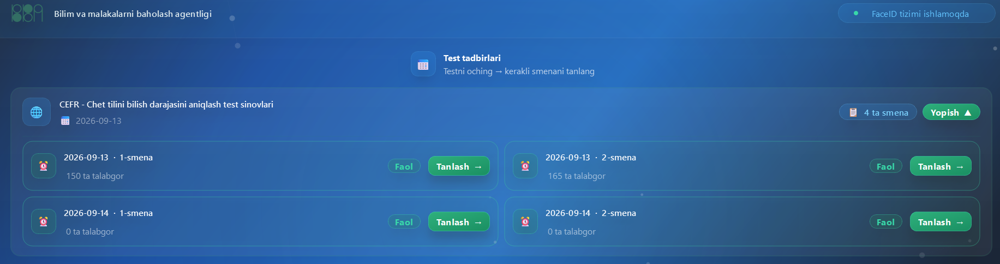 Bilim va malakalarni baholash agentligi
FaceID tizimi ishlamoqda
Test tadbirlari
Testni oching → kerakli smenani tanlang
CEFR - Chet tilini bilish darajasini aniqlash test sinovlari
2026-09-13
4 ta smena
Yopish ▲
2026-09-13 · 1-smena
150 ta talabgor
Faol
Tanlash →
2026-09-13 · 2-smena
165 ta talabgor
Faol
Tanlash →
2026-09-14 · 1-smena
0 ta talabgor
Faol
Tanlash →
2026-09-14 · 2-smena
0 ta talabgor
Faol
Tanlash →